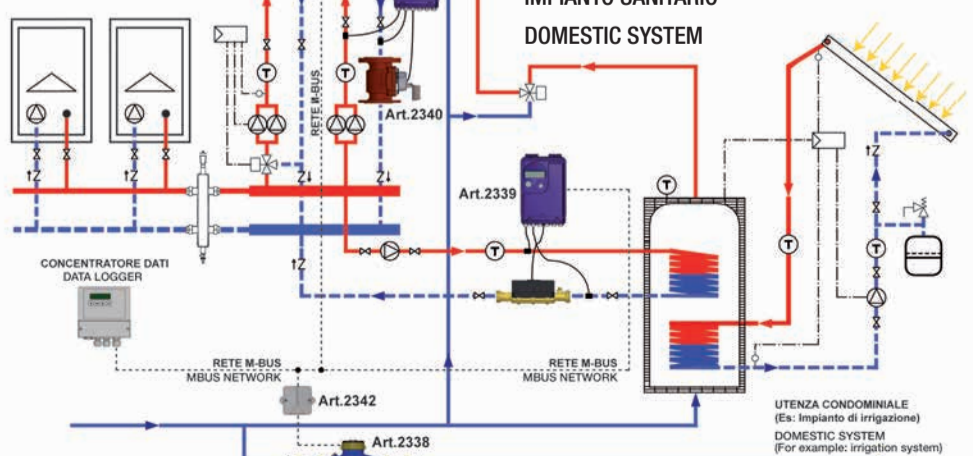 IMPIANTO SANITARIO
DOMESTIC SYSTEM
T
T
RETE M-BUS
Art.2340
Art.2339
T
T
T
T
CONCENTRATORE DATI
DATA LOGGER
RETE M-BUS
MBUS NETWORK
RETE M-BUS
MBUS NETWORK
Art.2342
Art.2338
UTENZA CONDOMINIALE
(Es: Impianto di irrigazione)
DOMESTIC SYSTEM
(For example: irrigation system)